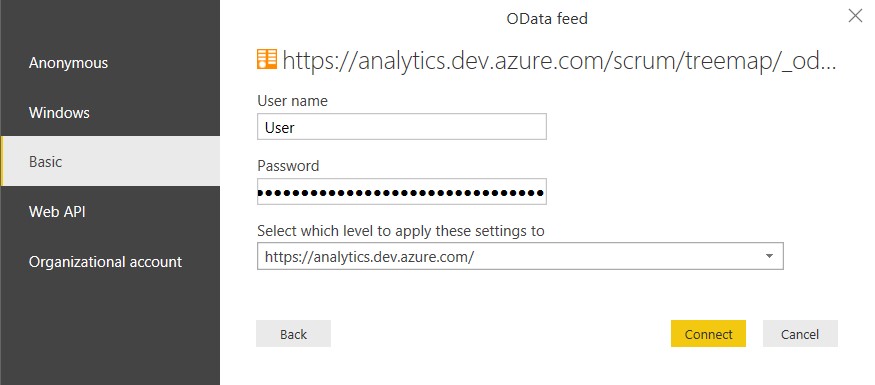 OData feed
Anonymous
Windows
Basic
Web API
Organizational account
https://analytics.dev.azure.com/scrum/treemap/_od...
User name
User
Password
••••••••••••••••••••••••••••••••
Select which level to apply these settings to
https://analytics.dev.azure.com/
Back
Connect
Cancel